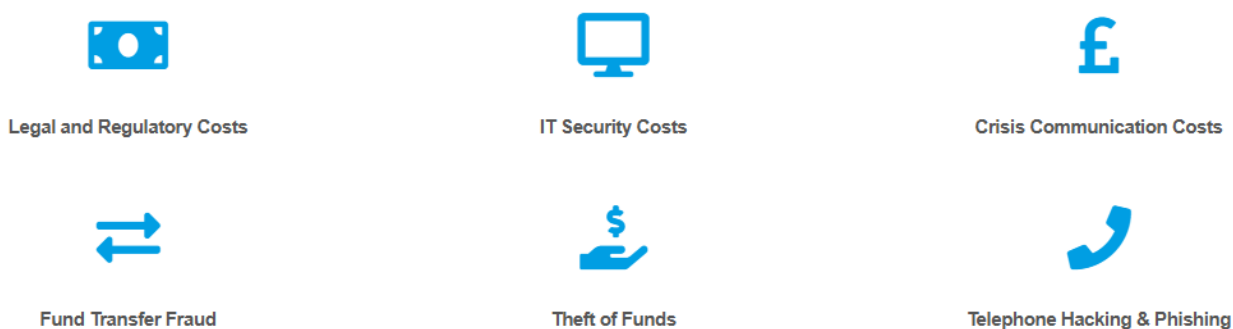 Legal and Regulatory Costs
IT Security Costs
Crisis Communication Costs
Fund Transfer Fraud
Theft of Funds
Telephone Hacking & Phishing